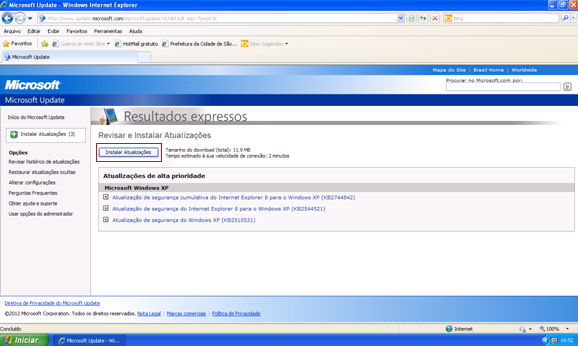 Microsoft Update - Windows Internet Explorer
http://www.update.microsoft.com/microsoftupdate/v6/default.aspx?ln=pt-br
Bing
Arquivo Editar Exibir Favoritos Ferramentas Ajuda
Favoritos Galeria do Web Slice HotMail gratuito Prefeitura da Cidade de São... Sites Sugeridos
Microsoft Update
Mapa do Site | Brasil Home | Worldwide
Procurar no Microsoft.com por:
Microsoft
Microsoft Update
Início do Microsoft Update
Instalar Atualizações (3)
Opções
Revisar histórico de atualizações
Restaurar atualizações ocultas
Alterar configurações
Perguntas Frequentes
Obter ajuda e suporte
Usar opções do administrador
Resultados expressos
Revisar e Instalar Atualizações
Instalar Atualizações
Tamanho do download (total): 11.9 MB
Tempo estimado à sua velocidade de conexão: 2 minutos
Atualizações de alta prioridade
Microsoft Windows XP
Atualização de segurança cumulativa do Internet Explorer 8 para o Windows XP (KB2744842)
Atualização de segurança do Internet Explorer 8 para o Windows XP (KB2544521)
Atualização de segurança do Windows XP (KB2510531)
Diretiva de Privacidade do Microsoft Update
©2012 Microsoft Corporation. Todos os direitos reservados. Nota Legal | Marcas comerciais | Política de Privacidade
Concluído Internet 100%
Iniciar Microsoft Update - Wi... 16:52